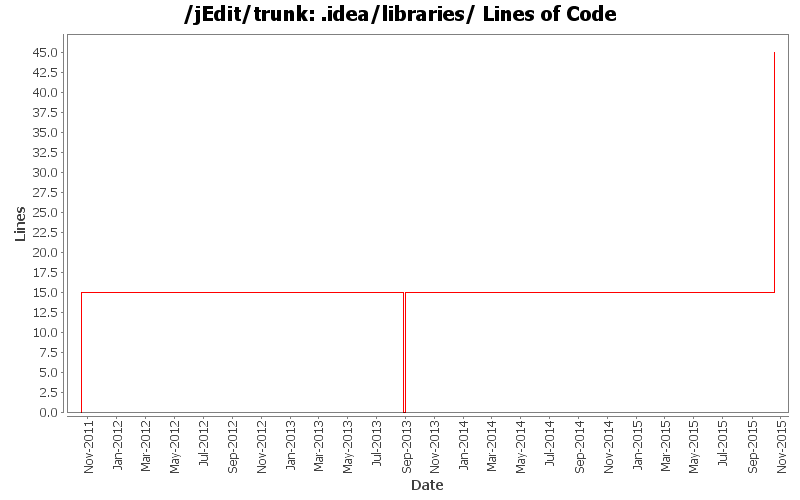 /jEdit/trunk: .idea/libraries/ Lines of Code
45.0
42.5
40.0
37.5
35.0
32.5
30.0
27.5
25.0
22.5
20.0
17.5
15.0
12.5
10.0
7.5
5.0
2.5
0.0
Lines
Nov-2011
Jan-2012
Mar-2012
May-2012
Jul-2012
Sep-2012
Nov-2012
Jan-2013
Mar-2013
May-2013
Jul-2013
Sep-2013
Nov-2013
Jan-2014
Mar-2014
May-2014
Jul-2014
Sep-2014
Nov-2014
Jan-2015
Mar-2015
May-2015
Jul-2015
Sep-2015
Nov-2015
Date